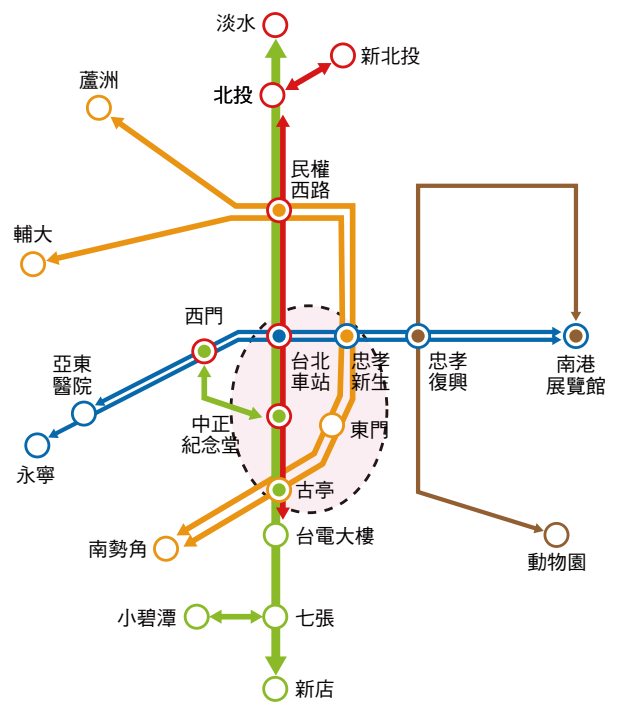 淡水
新北投
蘆洲
北投
民權
西路
輔大
西門
亞東
醫院
台北
車站
忠孝
新生
忠孝
復興
南港
展覽館
中正
紀念堂
東門
永寧
古亭
南勢角
台電大樓
動物園
小碧潭
七張
新店